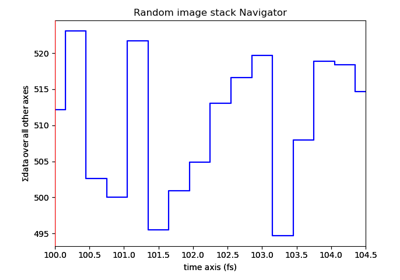 Random image stack Navigator
520
515
510
505
500
495
Σdata over all other axes
100.0 100.5 101.0 101.5 102.0 102.5 103.0 103.5 104.0 104.5
time axis (fs)